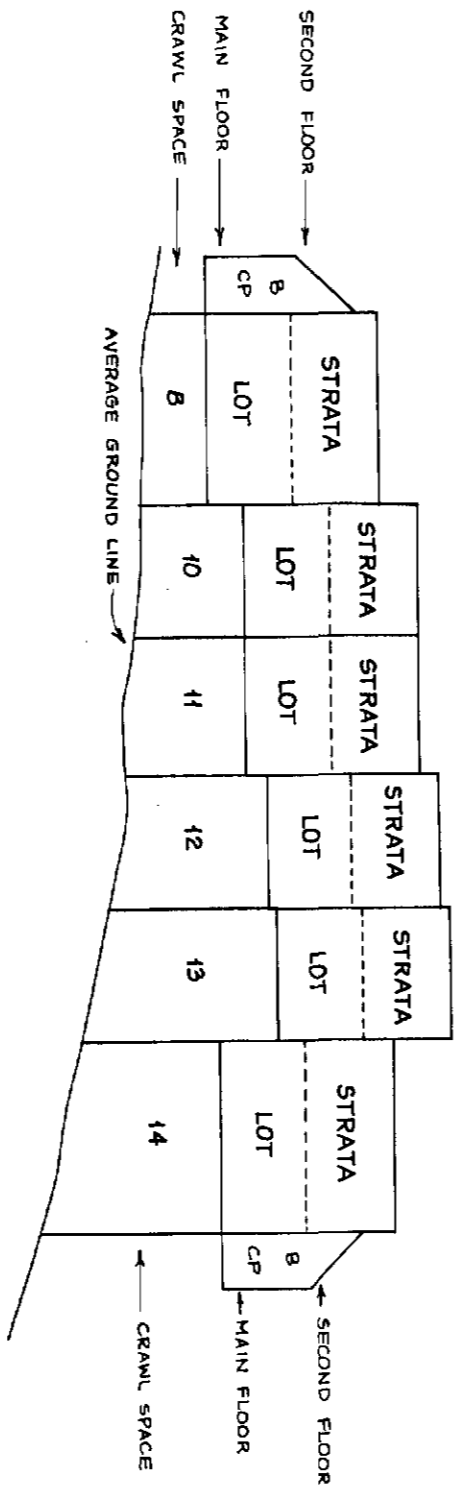 SECOND FLOOR
MAIN FLOOR
CRAWL SPACE
B
CP
STRATA
LOT
8
STRATA
LOT
10
STRATA
LOT
11
STRATA
LOT
12
STRATA
LOT
13
STRATA
LOT
14
B
CP
SECOND FLOOR
MAIN FLOOR
CRAWL SPACE
AVERAGE GROUND LINE